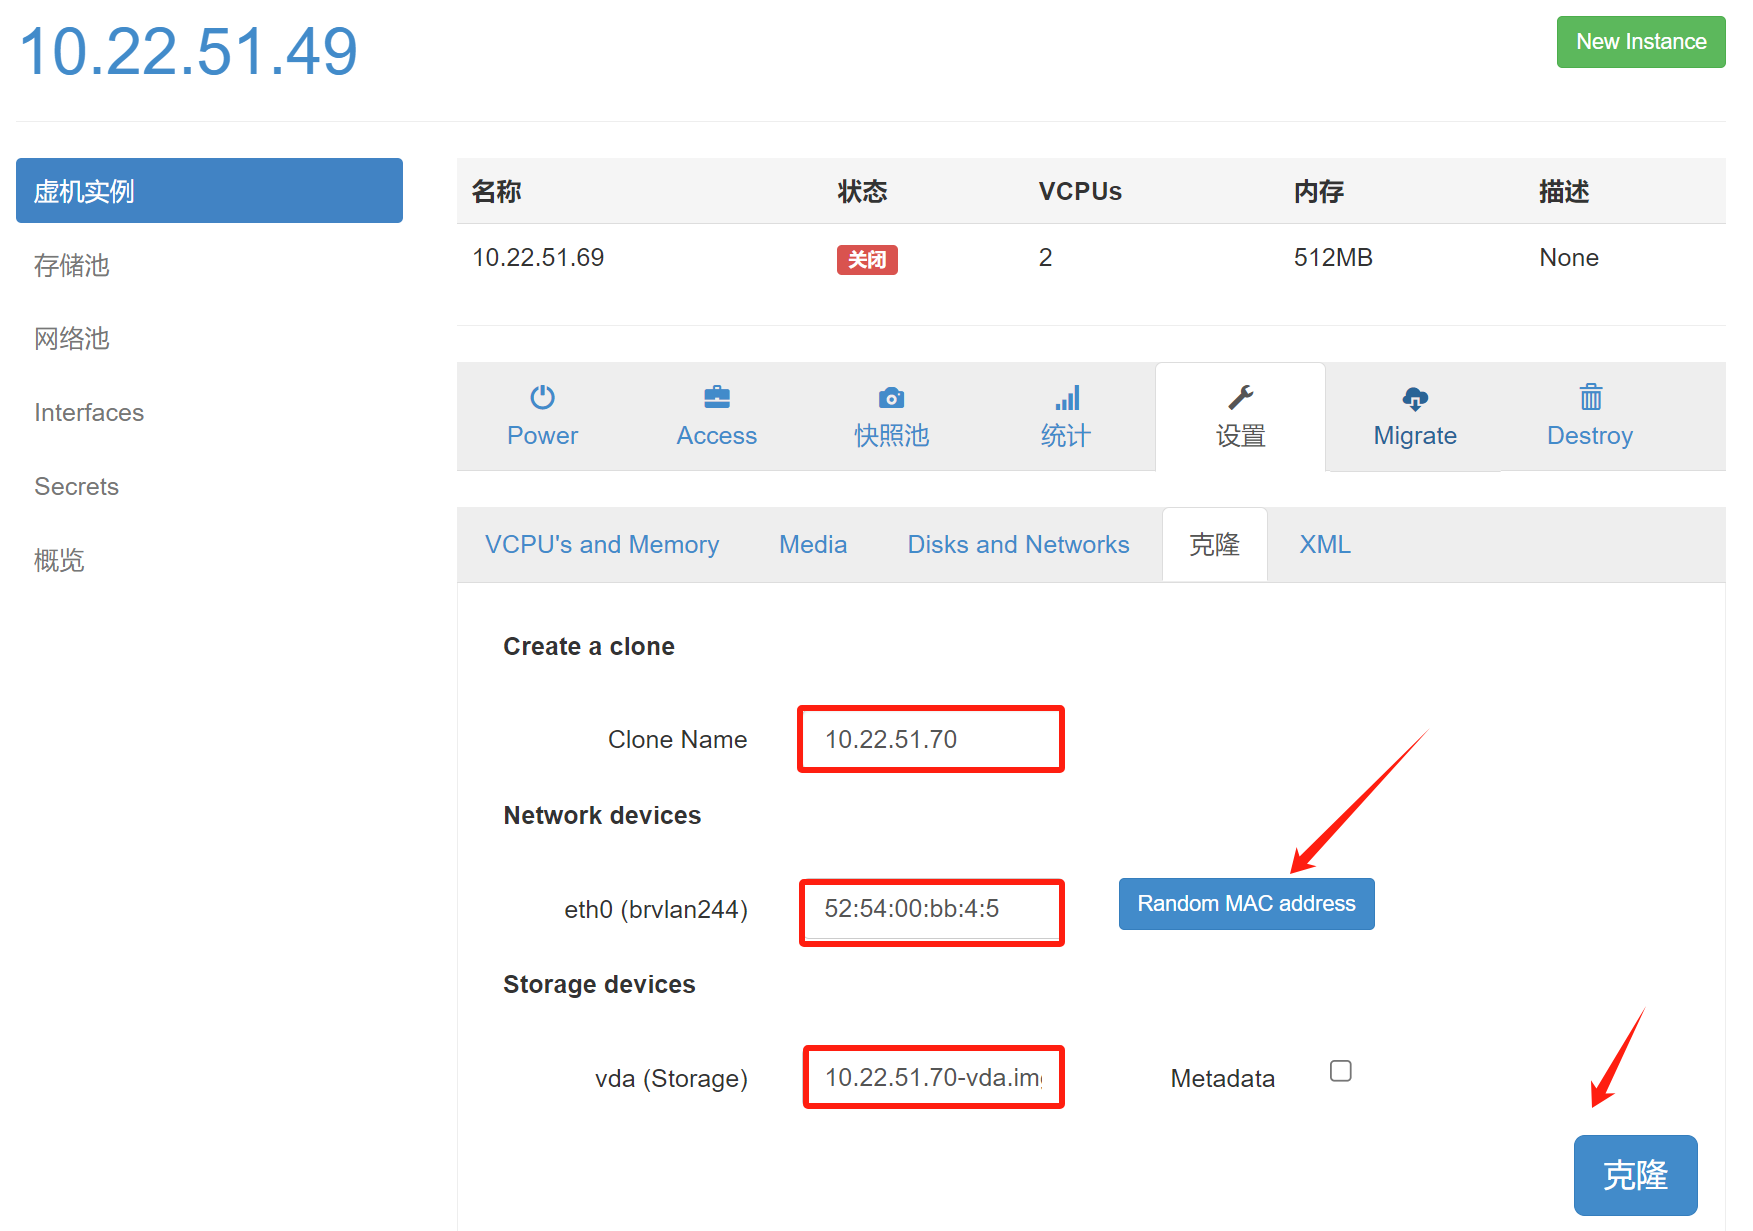 10.22.51.49
New Instance
虚机实例
存储池
网络池
Interfaces
Secrets
概览
名称 状态 VCPUs 内存 描述
10.22.51.69 关闭 2 512MB None
Power Access 快照池 统计 设置 Migrate Destroy
VCPU's and Memory Media Disks and Networks 克隆 XML
Create a clone
Clone Name 10.22.51.70
Network devices
eth0 (brvlan244) 52:54:00:bb:4:5 Random MAC address
Storage devices
vda (Storage) 10.22.51.70-vda.img Metadata
克隆